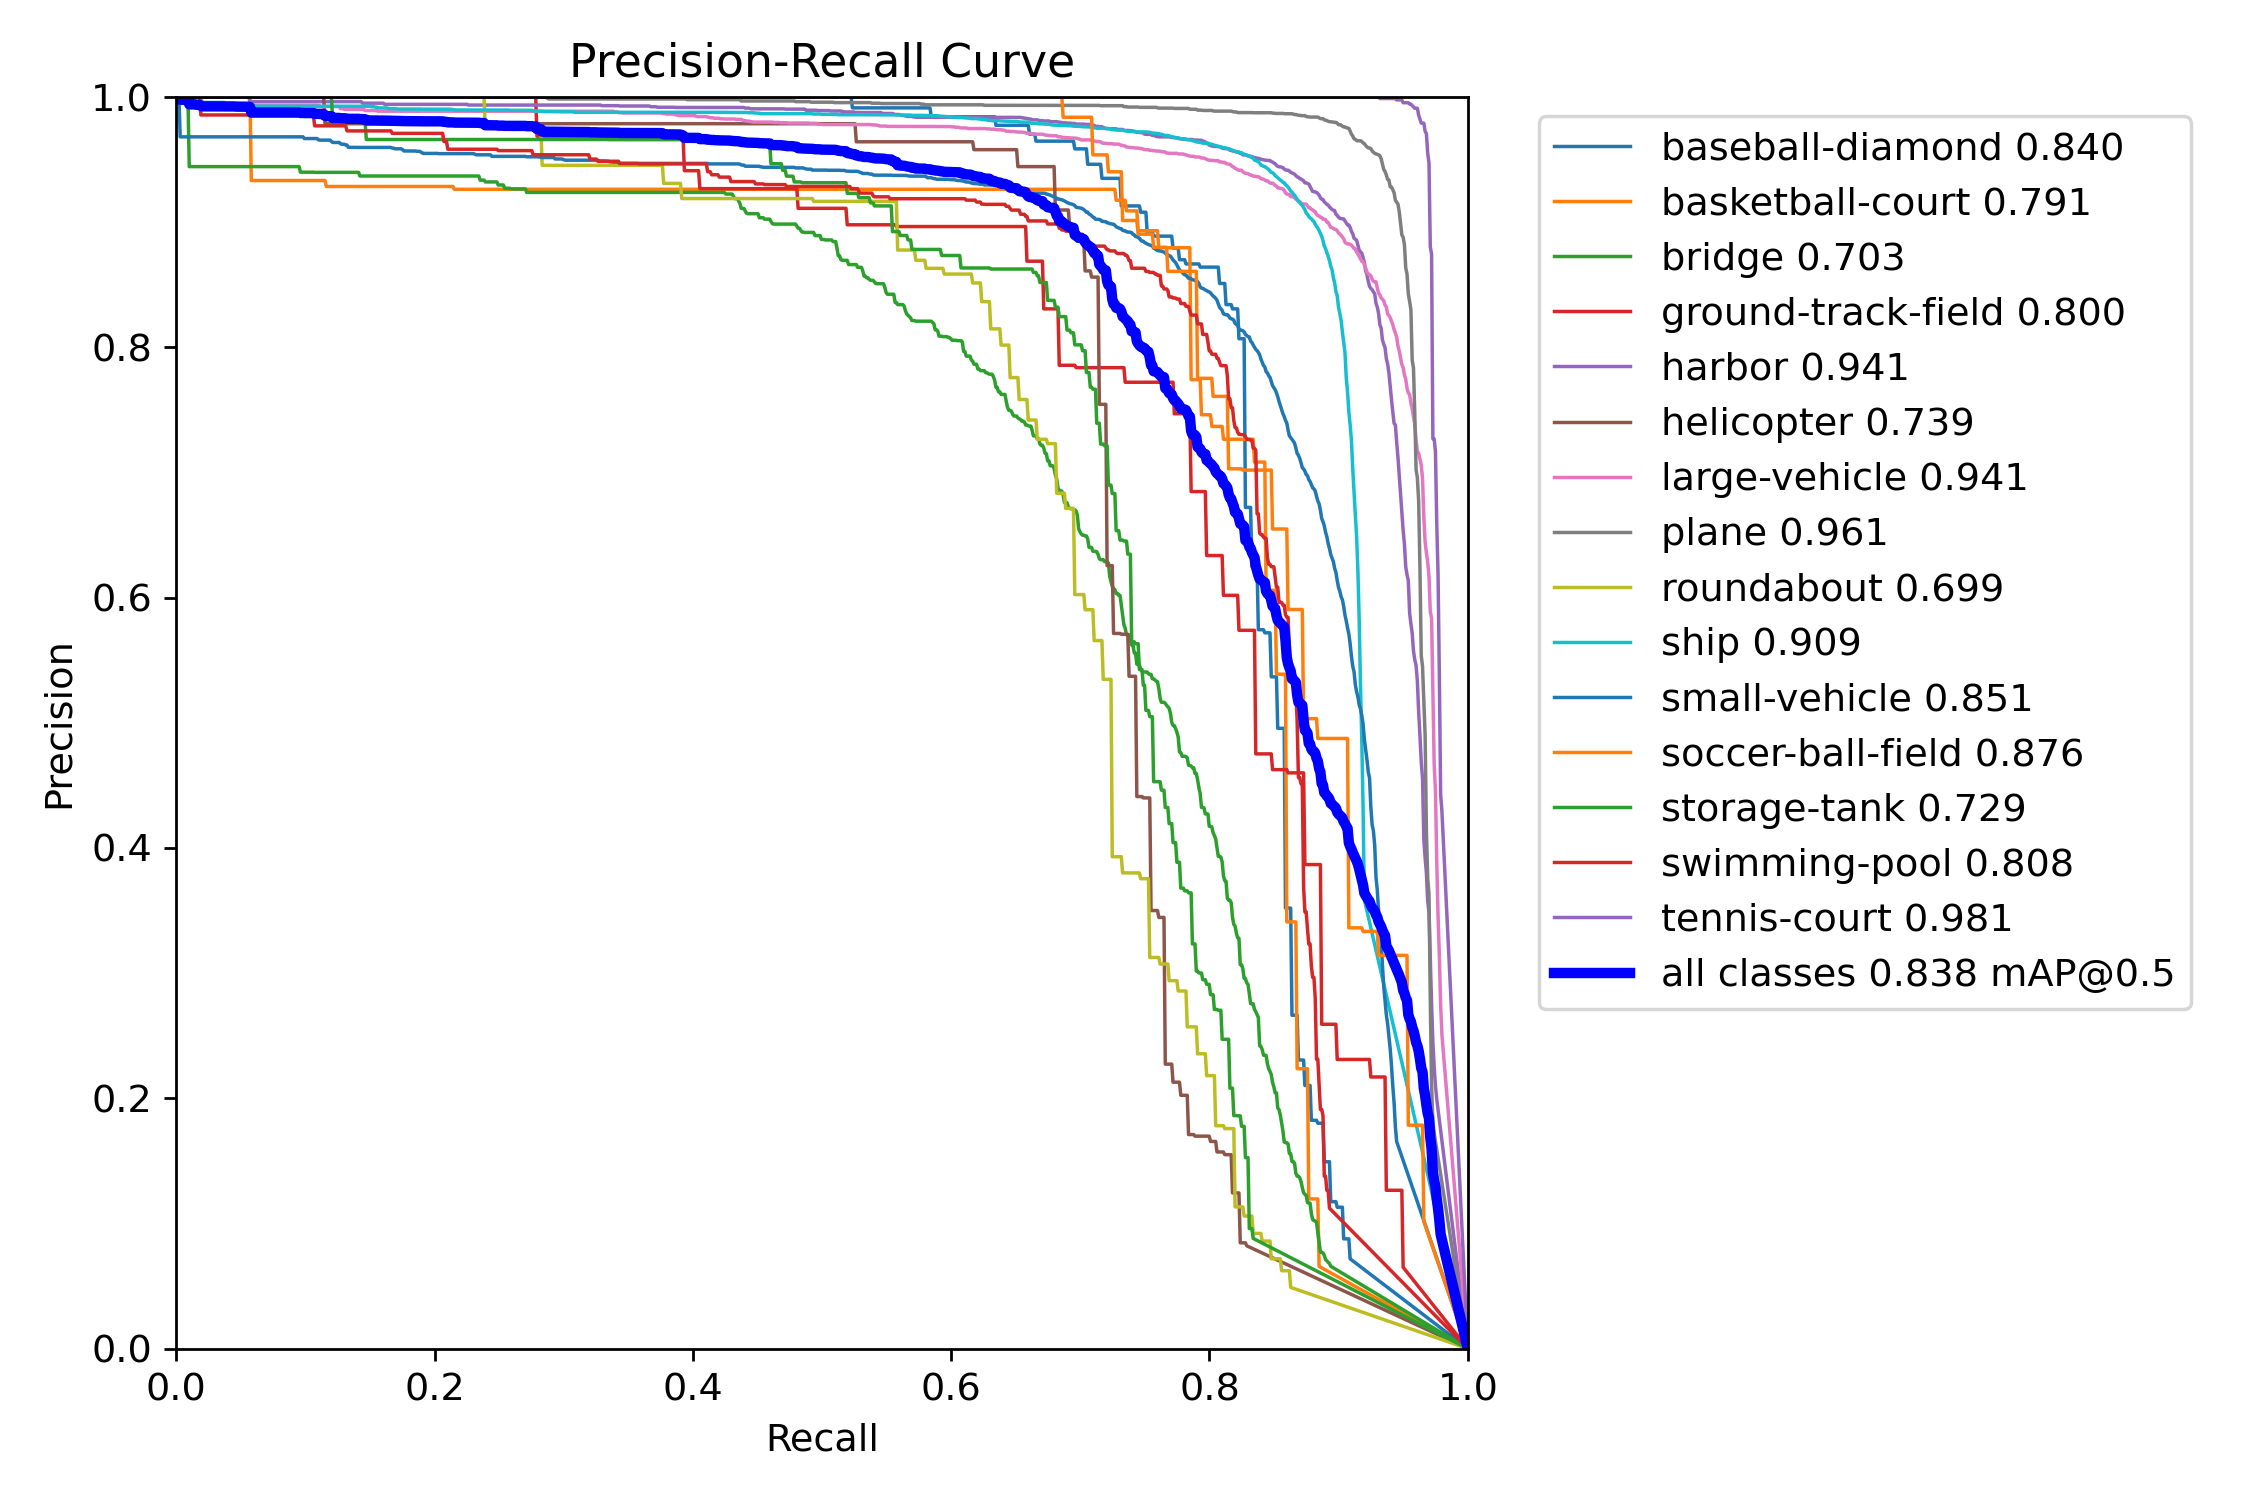 Precision-Recall Curve
1.0
0.8
0.6
0.4
0.2
0.0
Precision
0.0 0.2 0.4 0.6 0.8 1.0
Recall
baseball-diamond 0.840
basketball-court 0.791
bridge 0.703
ground-track-field 0.800
harbor 0.941
helicopter 0.739
large-vehicle 0.941
plane 0.961
roundabout 0.699
ship 0.909
small-vehicle 0.851
soccer-ball-field 0.876
storage-tank 0.729
swimming-pool 0.808
tennis-court 0.981
all classes 0.838 mAP@0.5